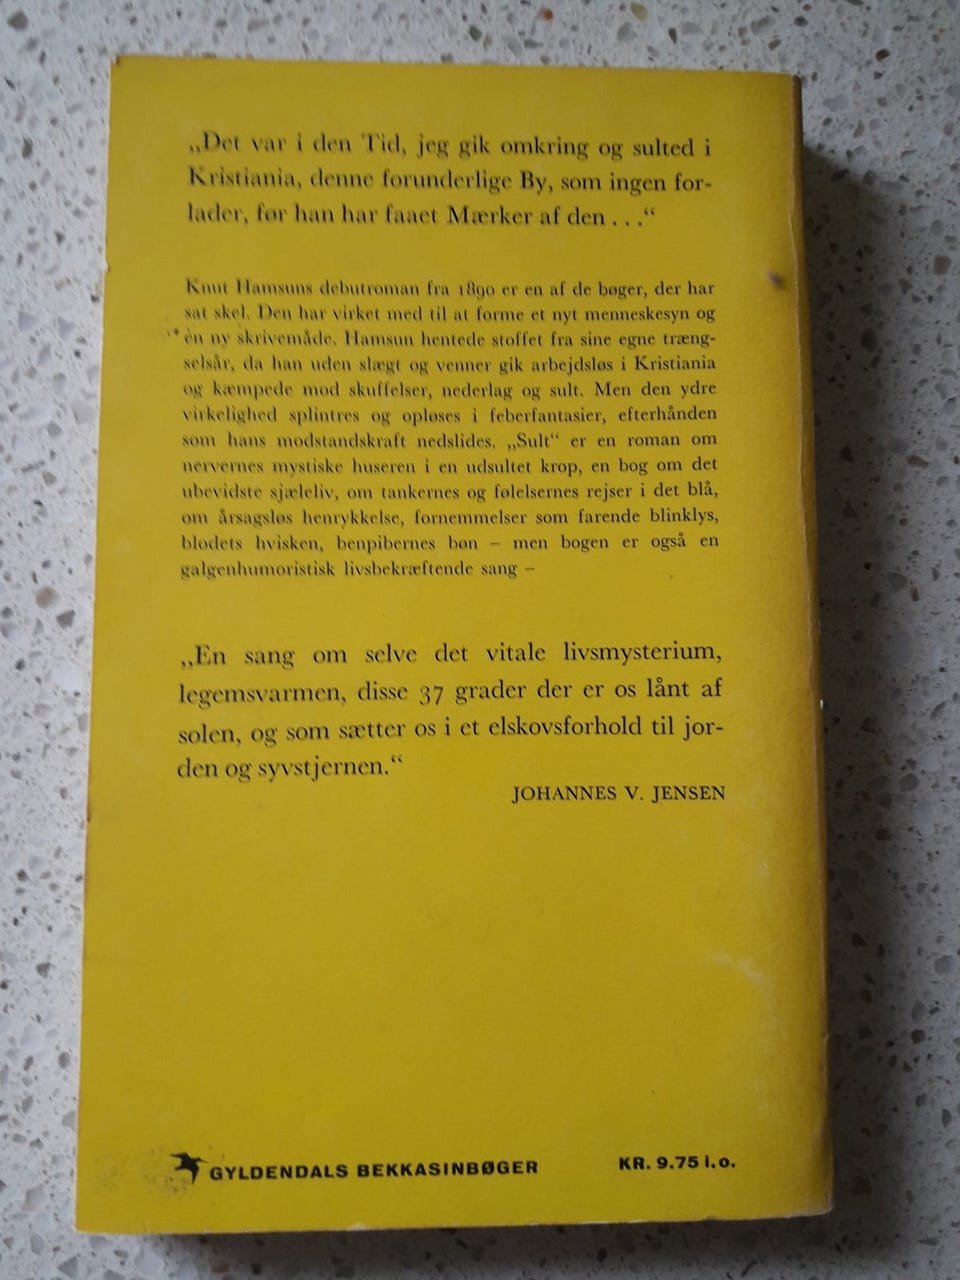 „Det var i den Tid, jeg gik omkring og sulted i
Kristiania, denne forunderlige By, som ingen for-
lader, før han har faaet Mærker af den . . .“
Knut Hamsuns debutroman fra 1890 er en af de bøger, der har
sat skel. Den har virket med til at forme et nyt menneskesyn og
en ny skrivemåde. Hamsun hentede stoffet fra sine egne træng-
selsår, da han uden slægt og venner gik arbejdsløs i Kristiania
og kæmpede mod skuffelser, nederlag og sult. Men den ydre
virkelighed splintres og opløses i feberfantasier, efterhånden
som hans modstandskraft nedslides. „Sult“ er en roman om
nervernes mystiske huseren i en udsultet krop, en bog om det
ubevidste sjæleliv, om tankernes og følelsernes rejser i det blå,
om årsagsløs henrykkelse, fornemmelser som farende blinklys,
blodets hvisken, benpibernes bøn – men bogen er også en
galgenhumoristisk livsbekræftende sang –
„En sang om selve det vitale livsmysterium,
legemsvarmen, disse 37 grader der er os lånt af
solen, og som sætter os i et elskovsforhold til jor-
den og syvstjernen.“
JOHANNES V. JENSEN
GYLDENDALS BEKKASINBØGER
KR. 9.75 i.o.